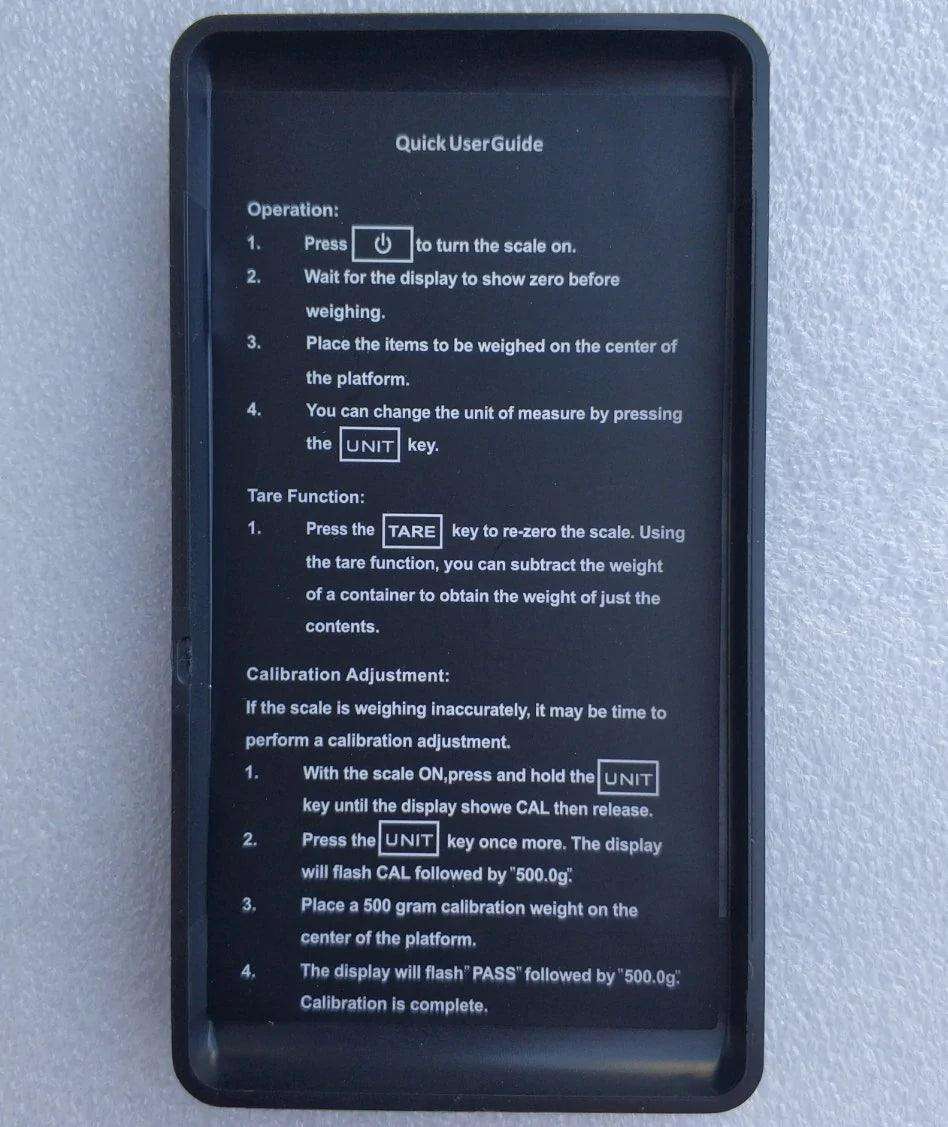 Quick User Guide
Operation:
1. Press ⏻ to turn the scale on.
2. Wait for the display to show zero before
weighing.
3. Place the items to be weighed on the center of
the platform.
4. You can change the unit of measure by pressing
the UNIT key.
Tare Function:
1. Press the TARE key to re-zero the scale. Using
the tare function, you can subtract the weight
of a container to obtain the weight of just the
contents.
Calibration Adjustment:
If the scale is weighing inaccurately, it may be time to
perform a calibration adjustment.
1. With the scale ON,press and hold the UNIT
key until the display showe CAL then release.
2. Press the UNIT key once more. The display
will flash CAL followed by "500.0g".
3. Place a 500 gram calibration weight on the
center of the platform.
4. The display will flash" PASS" followed by "500.0g".
Calibration is complete.